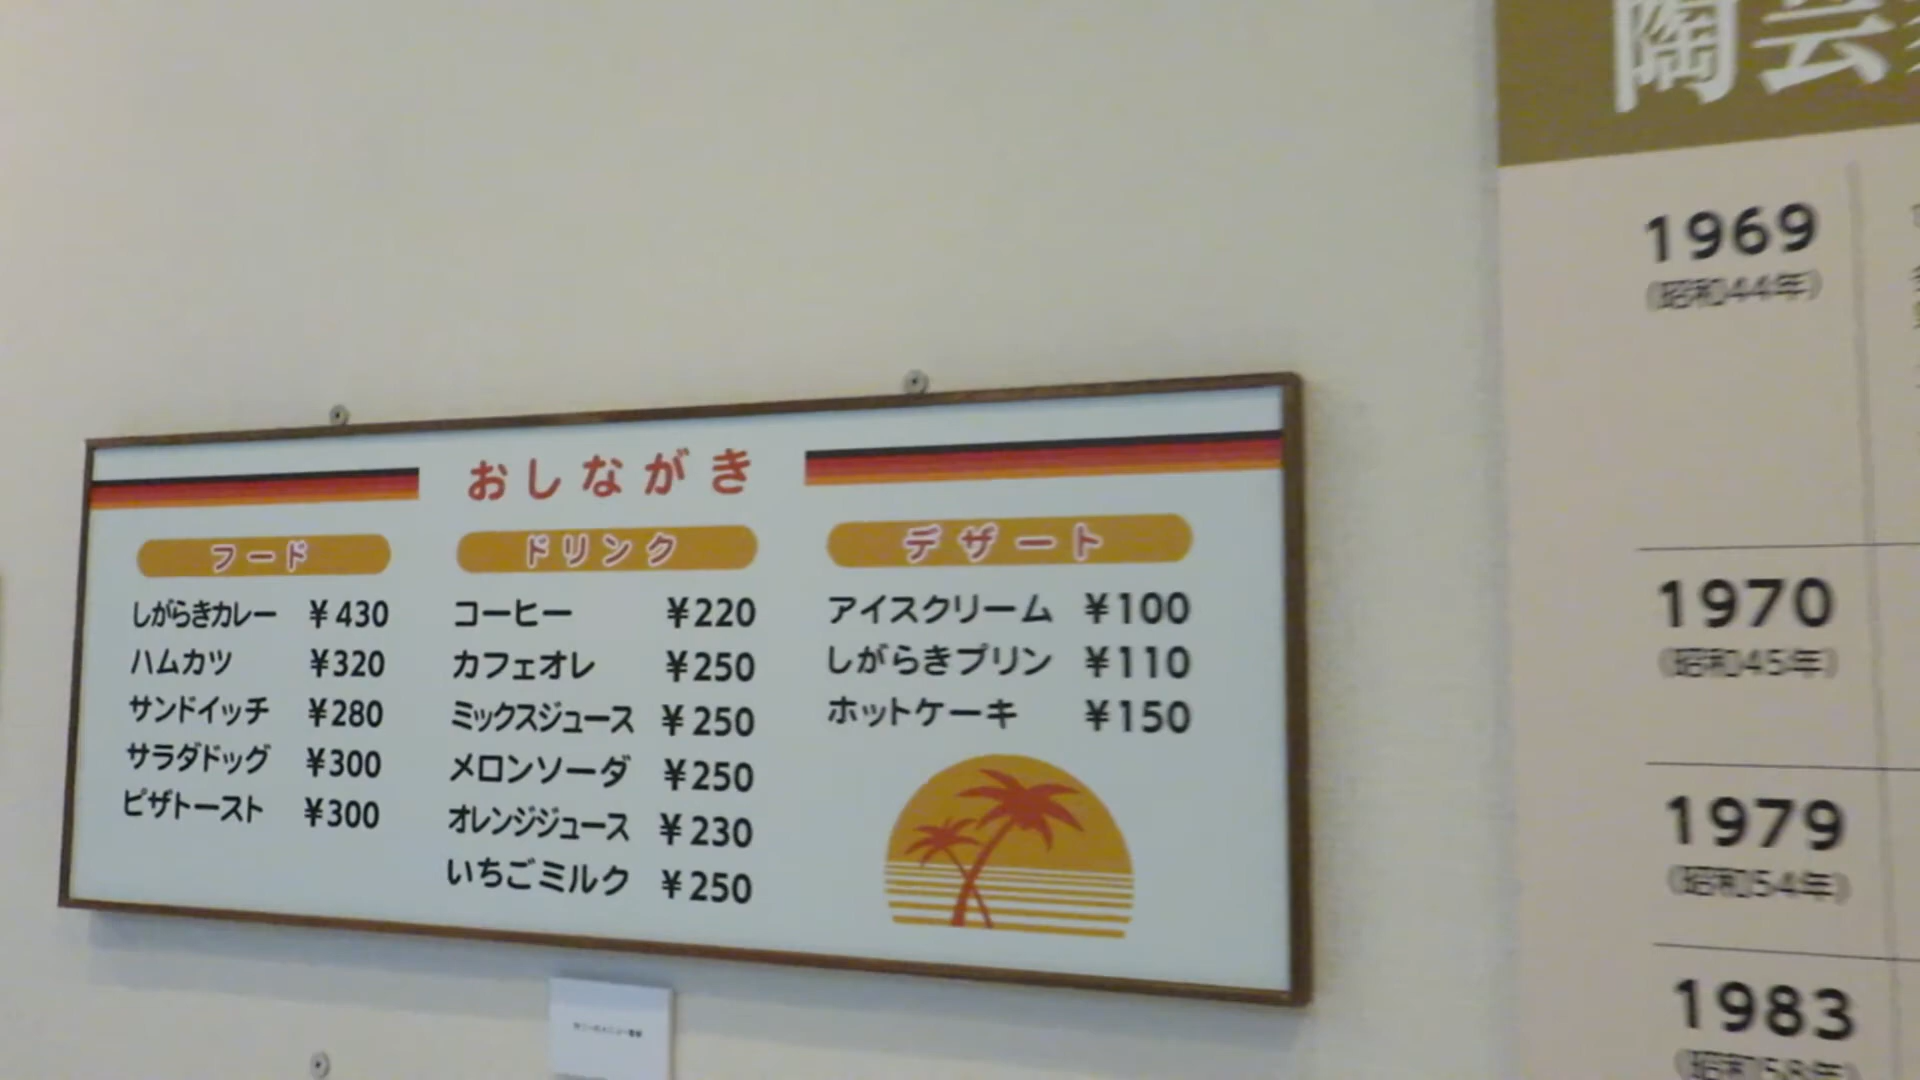 おしながき
フード
しがらきカレー ¥430
ハムカツ ¥320
サンドイッチ ¥280
サラダドッグ ¥300
ピザトースト ¥300
ドリンク
コーヒー ¥220
カフェオレ ¥250
ミックスジュース ¥250
メロンソーダ ¥250
オレンジジュース ¥230
いちごミルク ¥250
デザート
アイスクリーム ¥100
しがらきプリン ¥110
ホットケーキ ¥150
陶芸
1969
(昭和44年)
1970
(昭和45年)
1979
(昭和54年)
1983
(昭和58年)